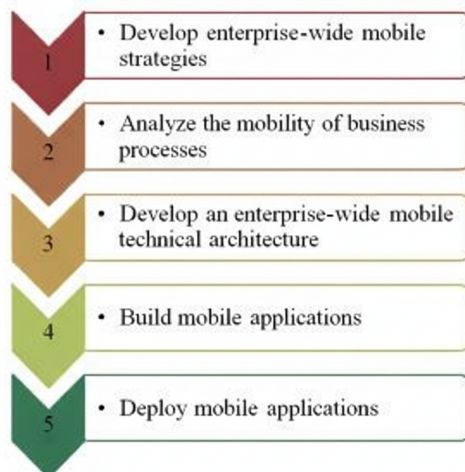 1
• Develop enterprise-wide mobile
strategies
2
• Analyze the mobility of business
processes
3
• Develop an enterprise-wide mobile
technical architecture
4
• Build mobile applications
5
• Deploy mobile applications